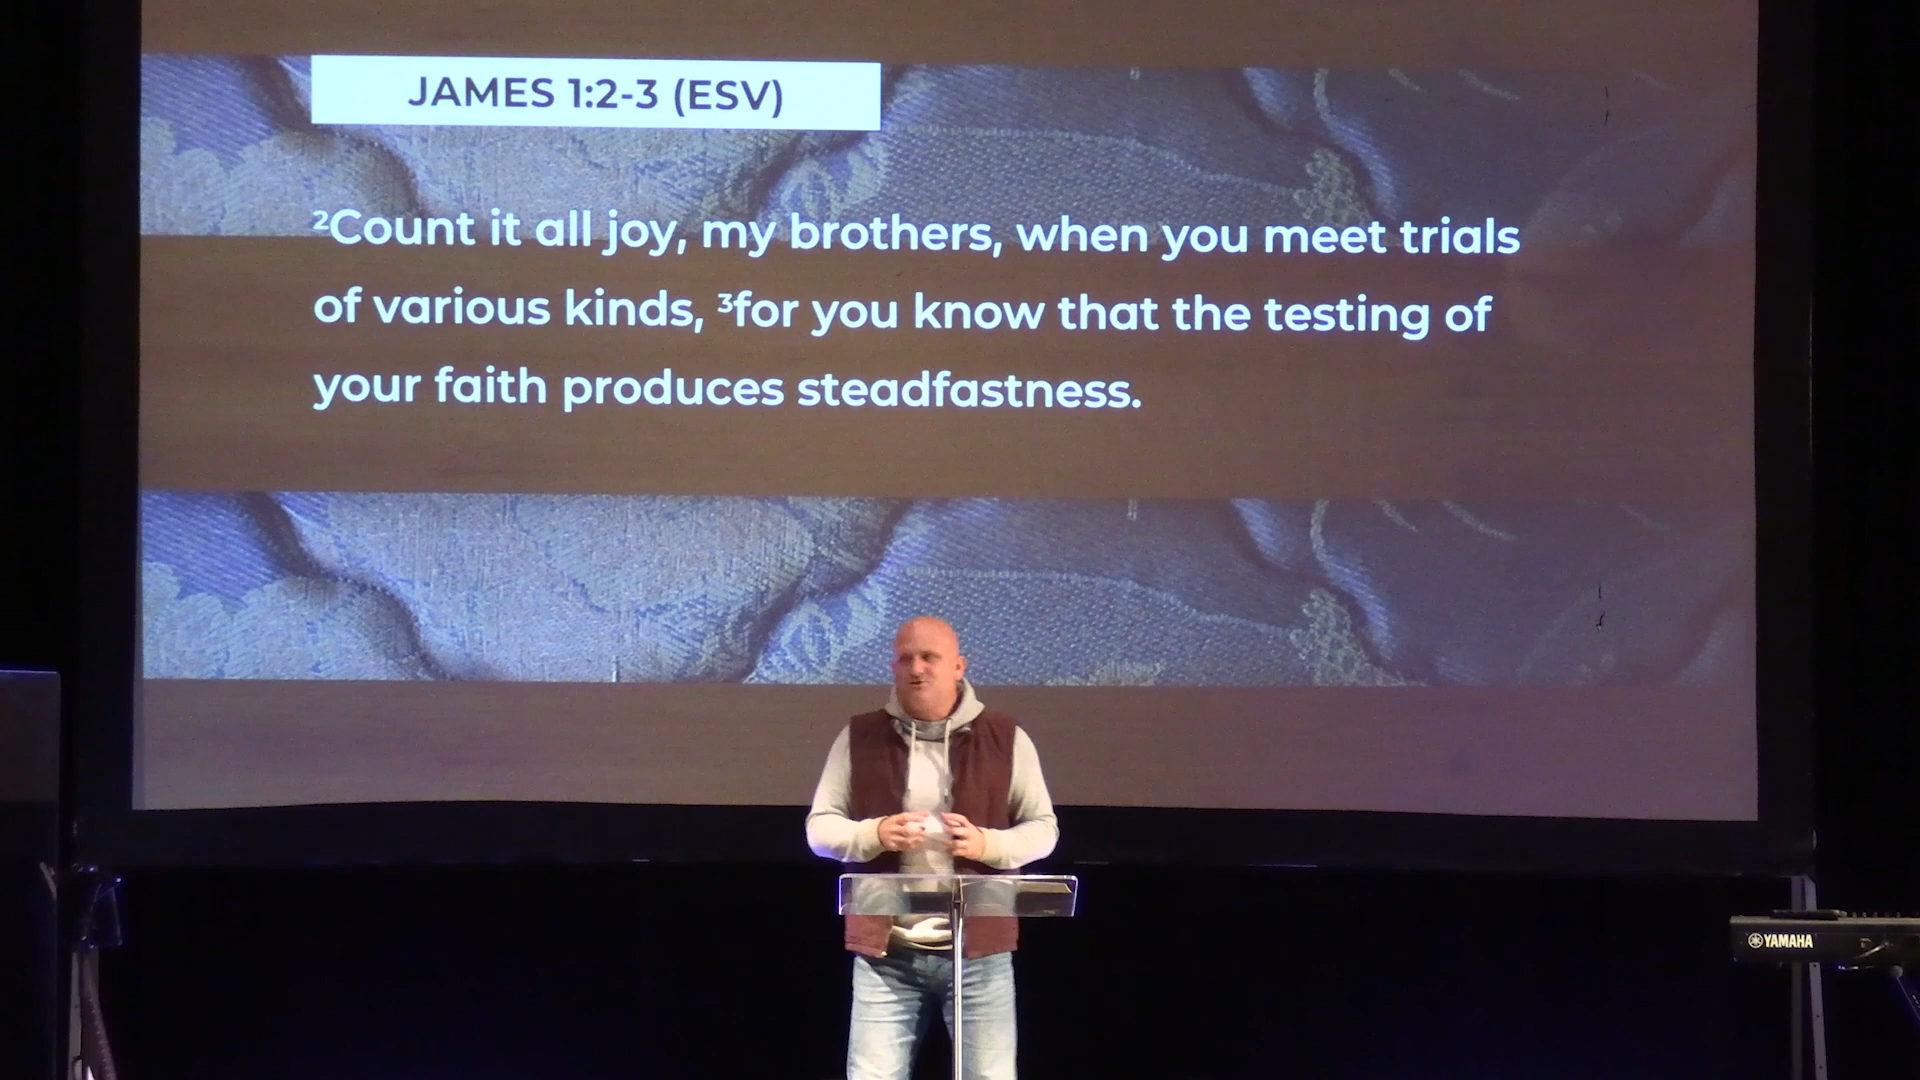 JAMES 1:2-3 (ESV)
²Count it all joy, my brothers, when you meet trials
of various kinds, ³for you know that the testing of
your faith produces steadfastness.
YAMAHA